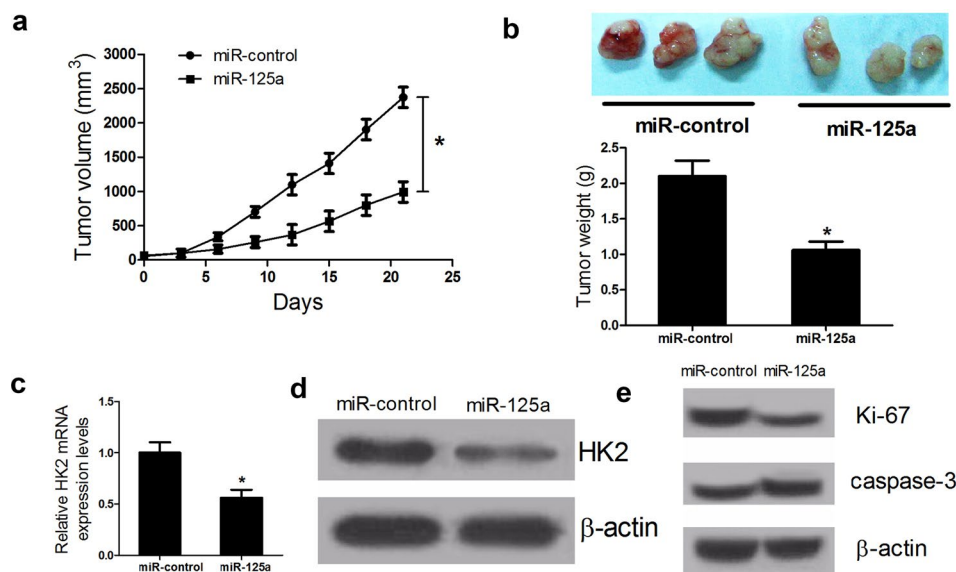 a
Tumor volume (mm3)
3000
2500
2000
1500
1000
500
0
miR-control
miR-125a
*
0 5 10 15 20 25
Days
b
miR-control miR-125a
Tumor weight (g)
2.5
2.0
1.5
1.0
0.5
0.0
*
miR-control miR-125a
c
Relative HK2 mRNA
expression levels
1.5
1.0
0.5
0.0
*
miR-control miR-125a
d
miR-control miR-125a
HK2
β-actin
e
miR-control miR-125a
Ki-67
caspase-3
β-actin